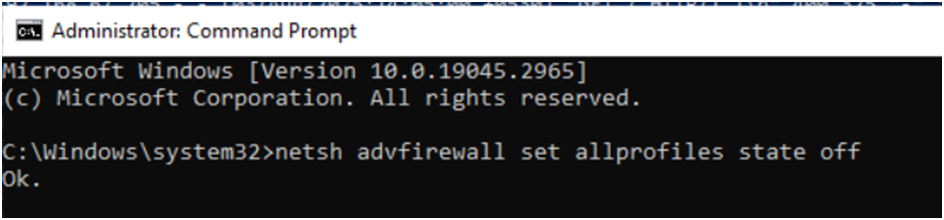 Administrator: Command Prompt
Microsoft Windows [Version 10.0.19045.2965]
(c) Microsoft Corporation. All rights reserved.
C:\Windows\system32>netsh advfirewall set allprofiles state off
Ok.